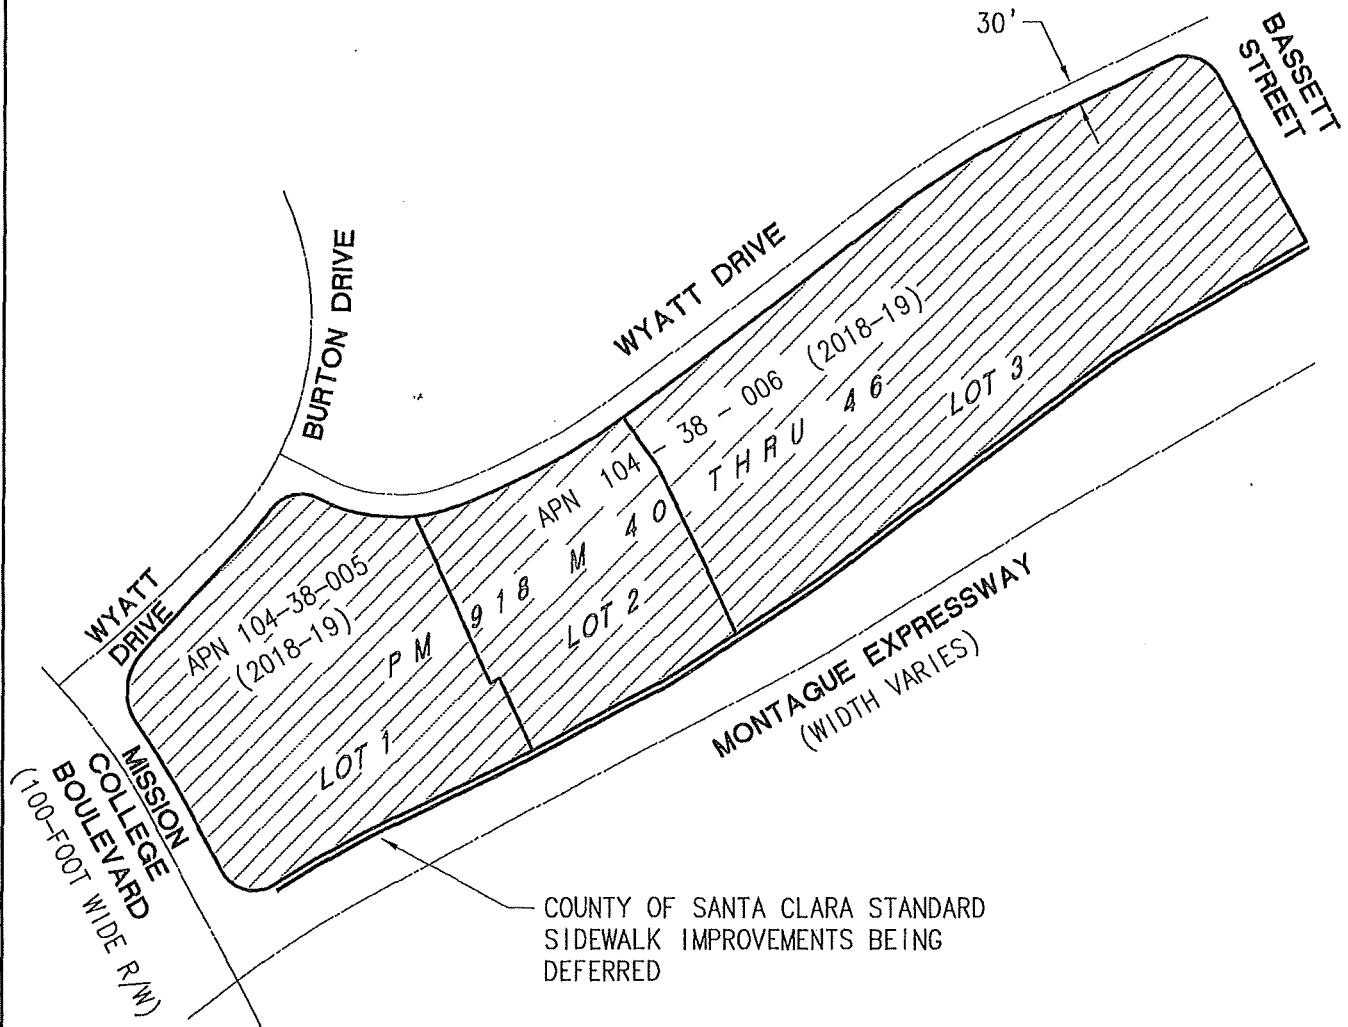 30'
BASSETT
STREET
BURTON DRIVE
WYATT DRIVE
APN 104-38-006 (2018-19)
PM 918 M 40 THRU 46
LOT 3
LOT 2
APN 104-38-005
(2018-19)
LOT 1
WYATT
DRIVE
MISSION
COLLEGE
BOULEVARD
(100-FOOT WIDE R/W)
MONTAGUE EXPRESSWAY
(WIDTH VARIES)
COUNTY OF SANTA CLARA STANDARD
SIDEWALK IMPROVEMENTS BEING
DEFERRED